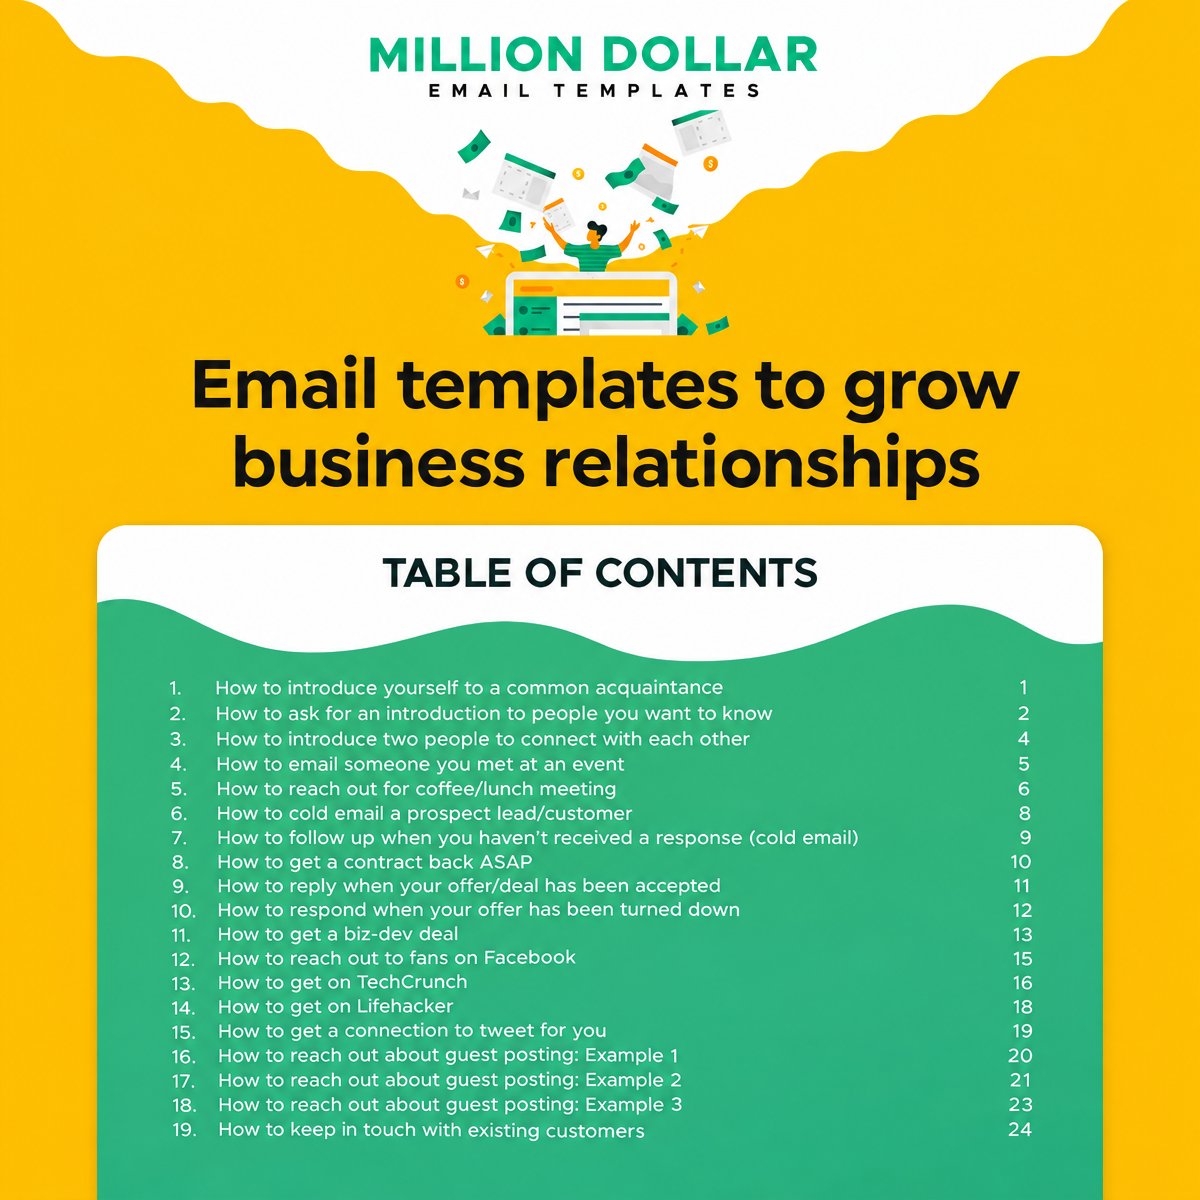 MILLION DOLLAR
EMAIL TEMPLATES
Email templates to grow
business relationships
TABLE OF CONTENTS
1. How to introduce yourself to a common acquaintance 1
2. How to ask for an introduction to people you want to know 2
3. How to introduce two people to connect with each other 4
4. How to email someone you met at an event 5
5. How to reach out for coffee/lunch meeting 6
6. How to cold email a prospect lead/customer 8
7. How to follow up when you haven't received a response (cold email) 9
8. How to get a contract back ASAP 10
9. How to reply when your offer/deal has been accepted 11
10. How to respond when your offer has been turned down 12
11. How to get a biz-dev deal 13
12. How to reach out to fans on Facebook 15
13. How to get on TechCrunch 16
14. How to get on Lifehacker 18
15. How to get a connection to tweet for you 19
16. How to reach out about guest posting: Example 1 20
17. How to reach out about guest posting: Example 2 21
18. How to reach out about guest posting: Example 3 23
19. How to keep in touch with existing customers 24